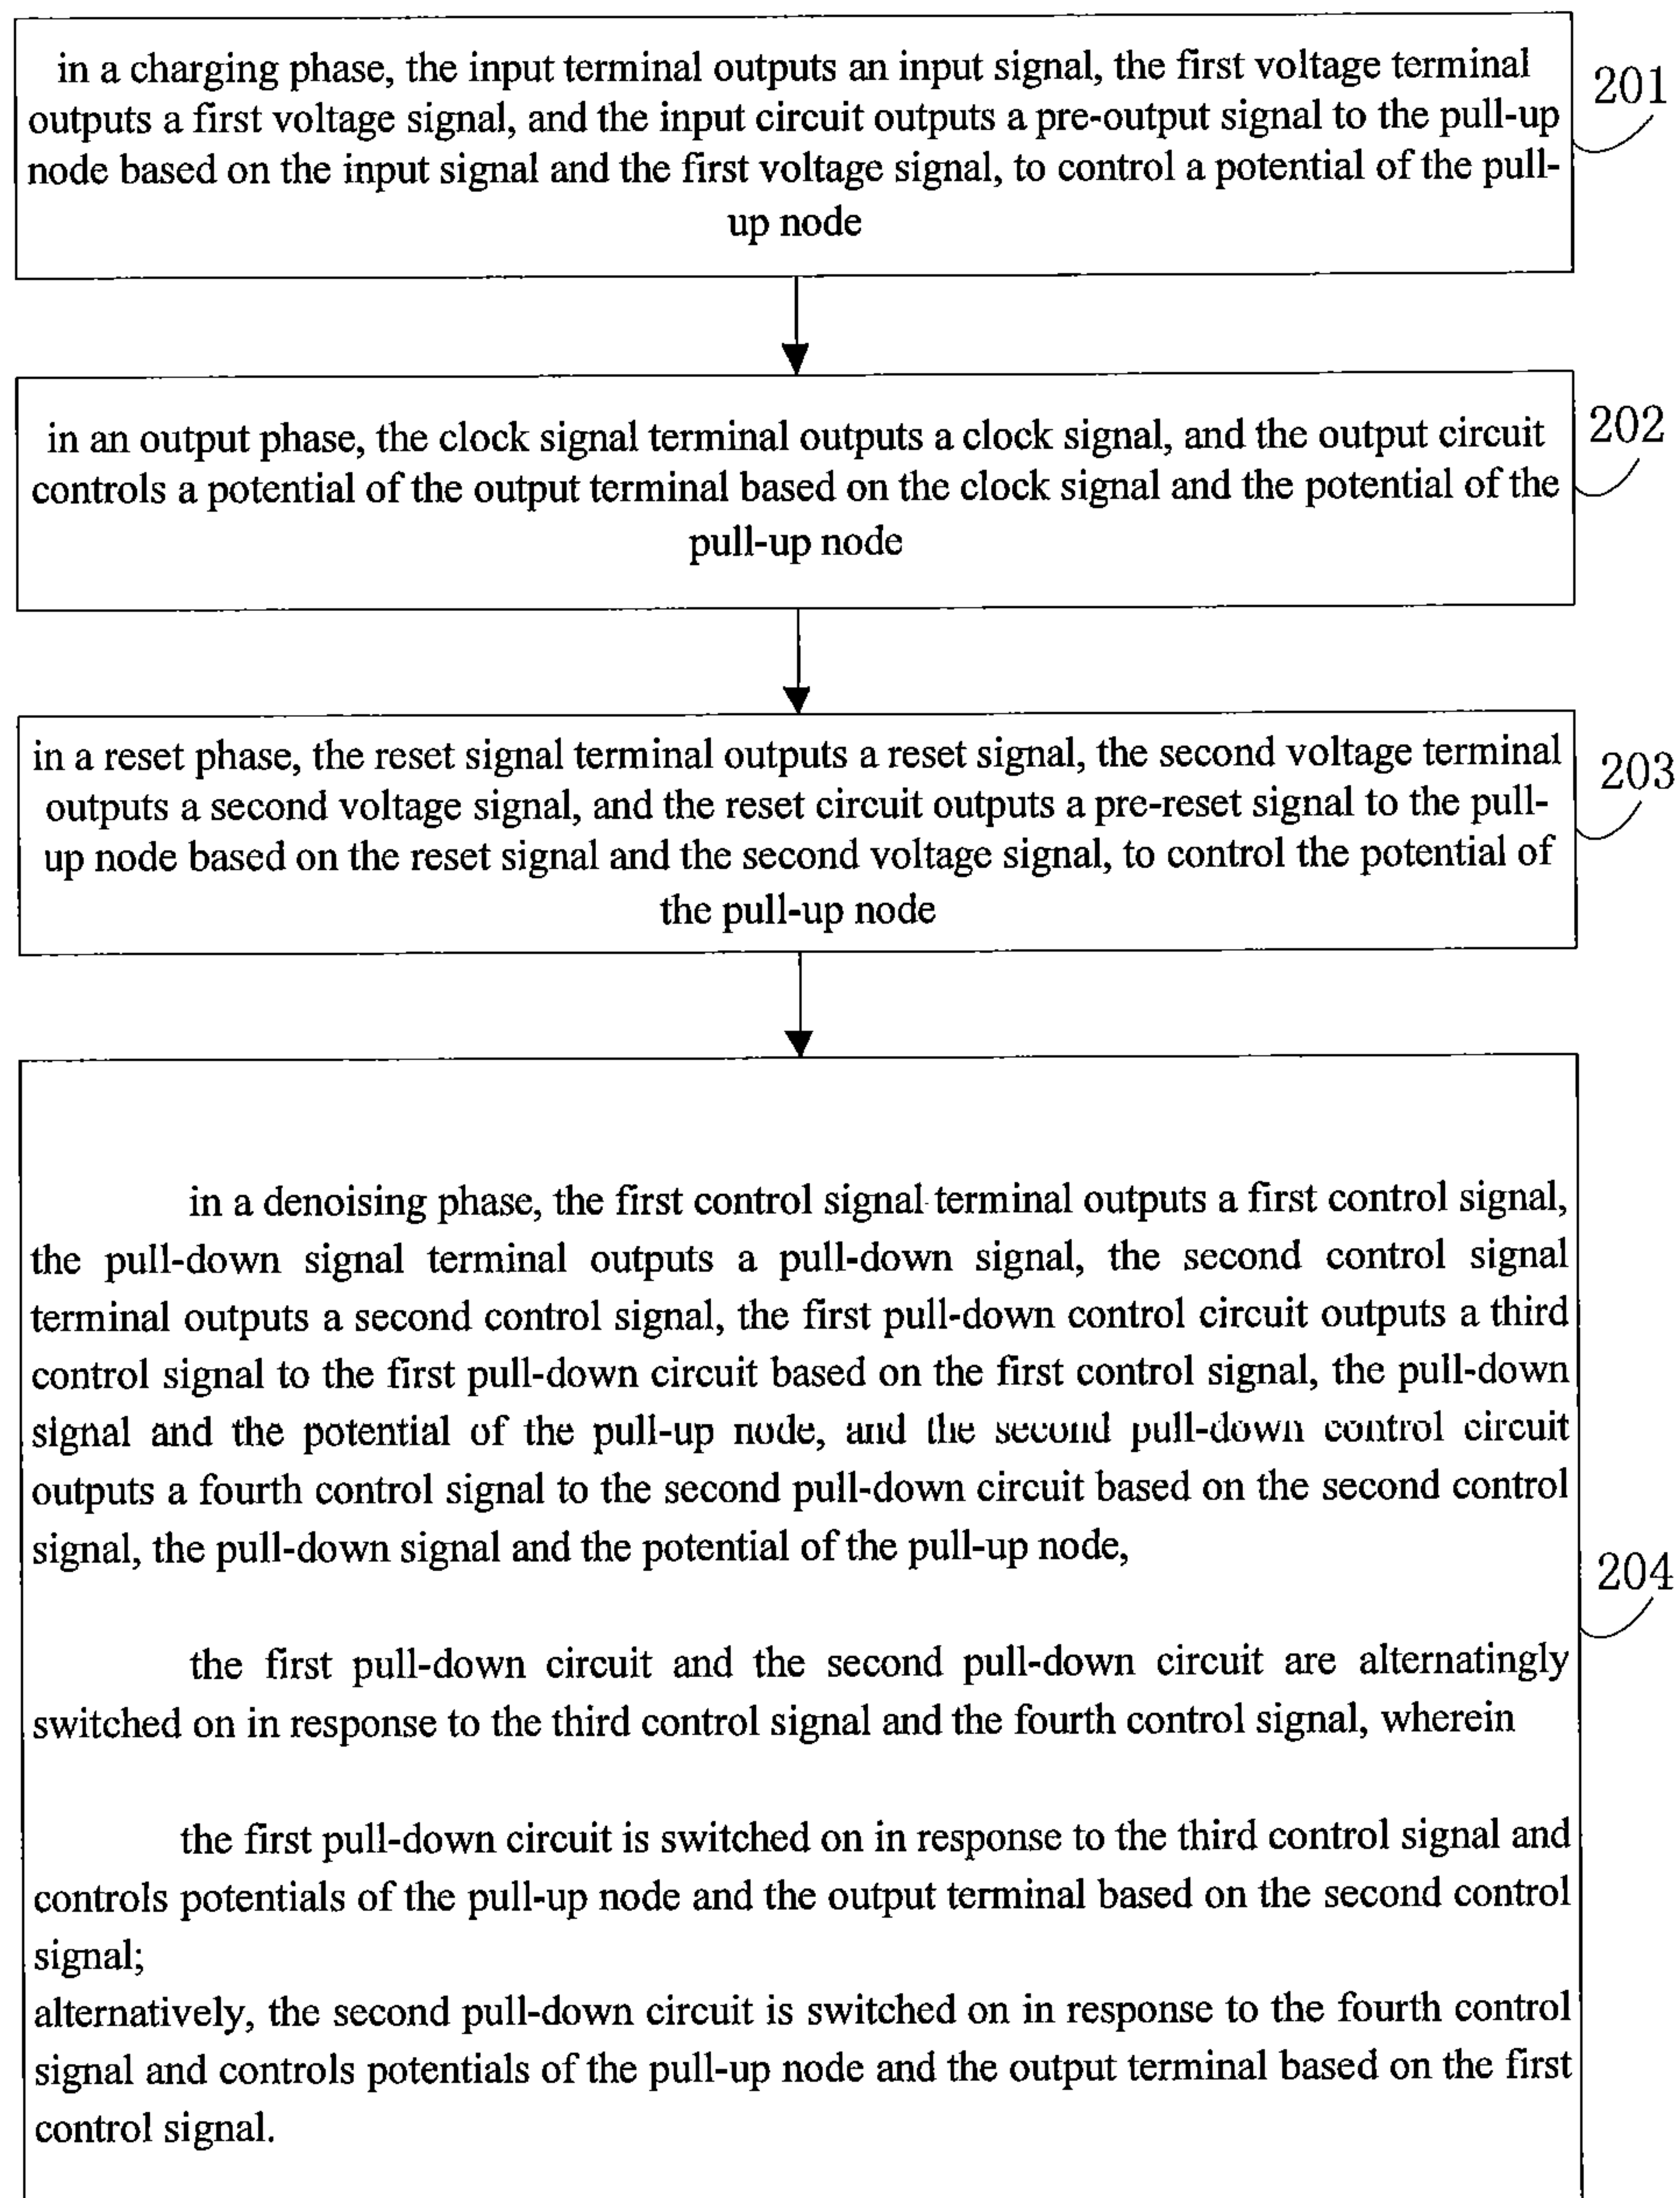 in a charging phase, the input terminal outputs an input signal, the first voltage terminal
outputs a first voltage signal, and the input circuit outputs a pre-output signal to the pull-up
node based on the input signal and the first voltage signal, to control a potential of the pull-
up node
201
in an output phase, the clock signal terminal outputs a clock signal, and the output circuit
controls a potential of the output terminal based on the clock signal and the potential of the
pull-up node
202
in a reset phase, the reset signal terminal outputs a reset signal, the second voltage terminal
outputs a second voltage signal, and the reset circuit outputs a pre-reset signal to the pull-
up node based on the reset signal and the second voltage signal, to control the potential of
the pull-up node
203
in a denoising phase, the first control signal terminal outputs a first control signal,
the pull-down signal terminal outputs a pull-down signal, the second control signal
terminal outputs a second control signal, the first pull-down control circuit outputs a third
control signal to the first pull-down circuit based on the first control signal, the pull-down
signal and the potential of the pull-up node, and the second pull-down control circuit
outputs a fourth control signal to the second pull-down circuit based on the second control
signal, the pull-down signal and the potential of the pull-up node,
204
the first pull-down circuit and the second pull-down circuit are alternatingly
switched on in response to the third control signal and the fourth control signal, wherein
the first pull-down circuit is switched on in response to the third control signal and
controls potentials of the pull-up node and the output terminal based on the second control
signal;
alternatively, the second pull-down circuit is switched on in response to the fourth control
signal and controls potentials of the pull-up node and the output terminal based on the first
control signal.